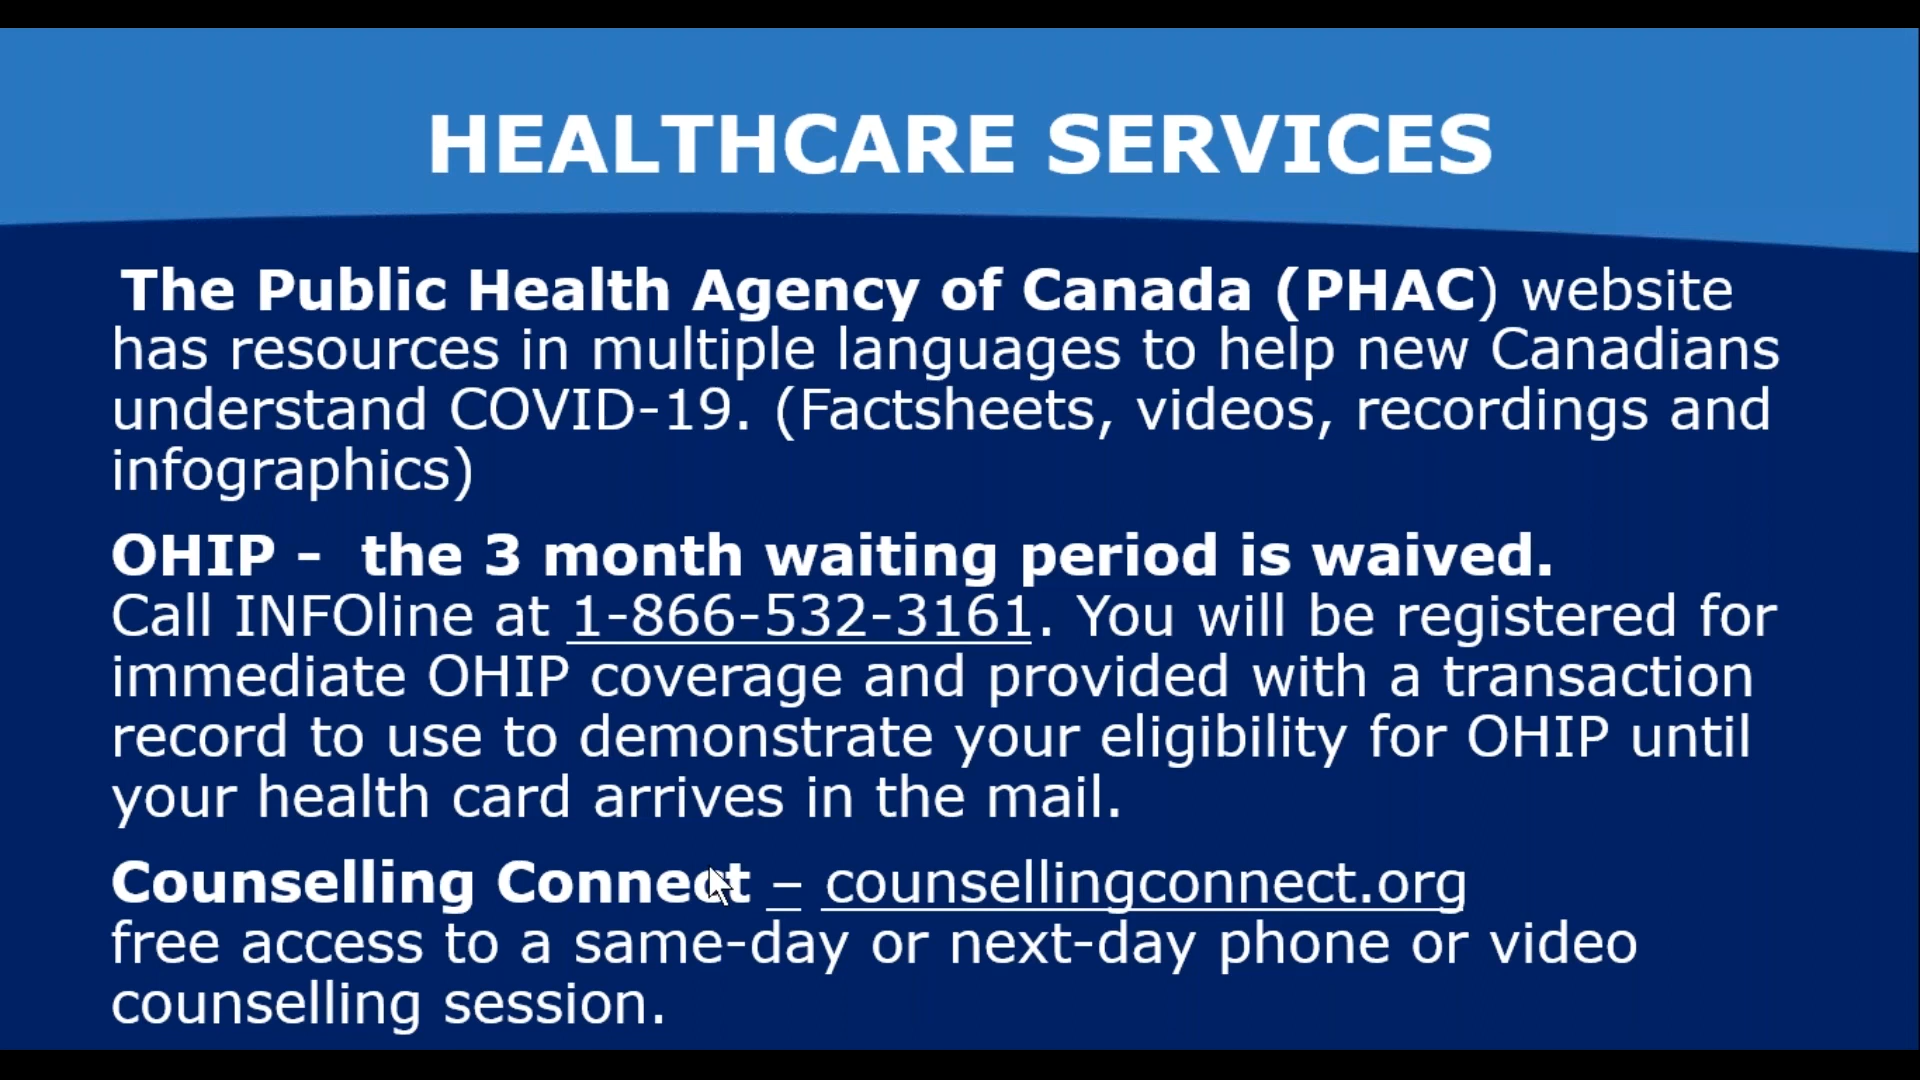 HEALTHCARE SERVICES
The Public Health Agency of Canada (PHAC) website
has resources in multiple languages to help new Canadians
understand COVID-19. (Factsheets, videos, recordings and
infographics)
OHIP -  the 3 month waiting period is waived.
Call INFOline at 1-866-532-3161. You will be registered for
immediate OHIP coverage and provided with a transaction
record to use to demonstrate your eligibility for OHIP until
your health card arrives in the mail.
Counselling Connect – counsellingconnect.org
free access to a same-day or next-day phone or video
counselling session.